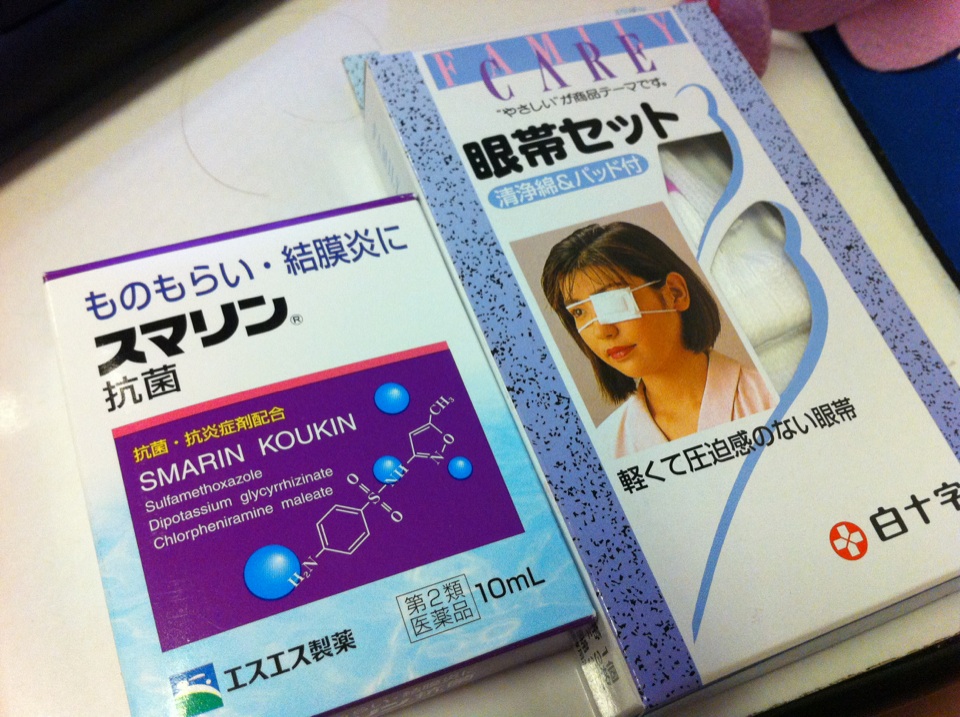 ものもらい・結膜炎に
スマリン®
抗菌
抗菌・抗炎症剤配合
SMARIN KOUKIN
Sulfamethoxazole
Dipotassium glycyrrhizinate
Chlorpheniramine maleate
H₂N
S
O
O
NH
N
O
CH₃
第2類
医薬品
10mL
エスエス製薬
FAMILY
CARE
"やさしい"が商品テーマです。
眼帯セット
清浄綿&パッド付
軽くて圧迫感のない眼帯
白十字